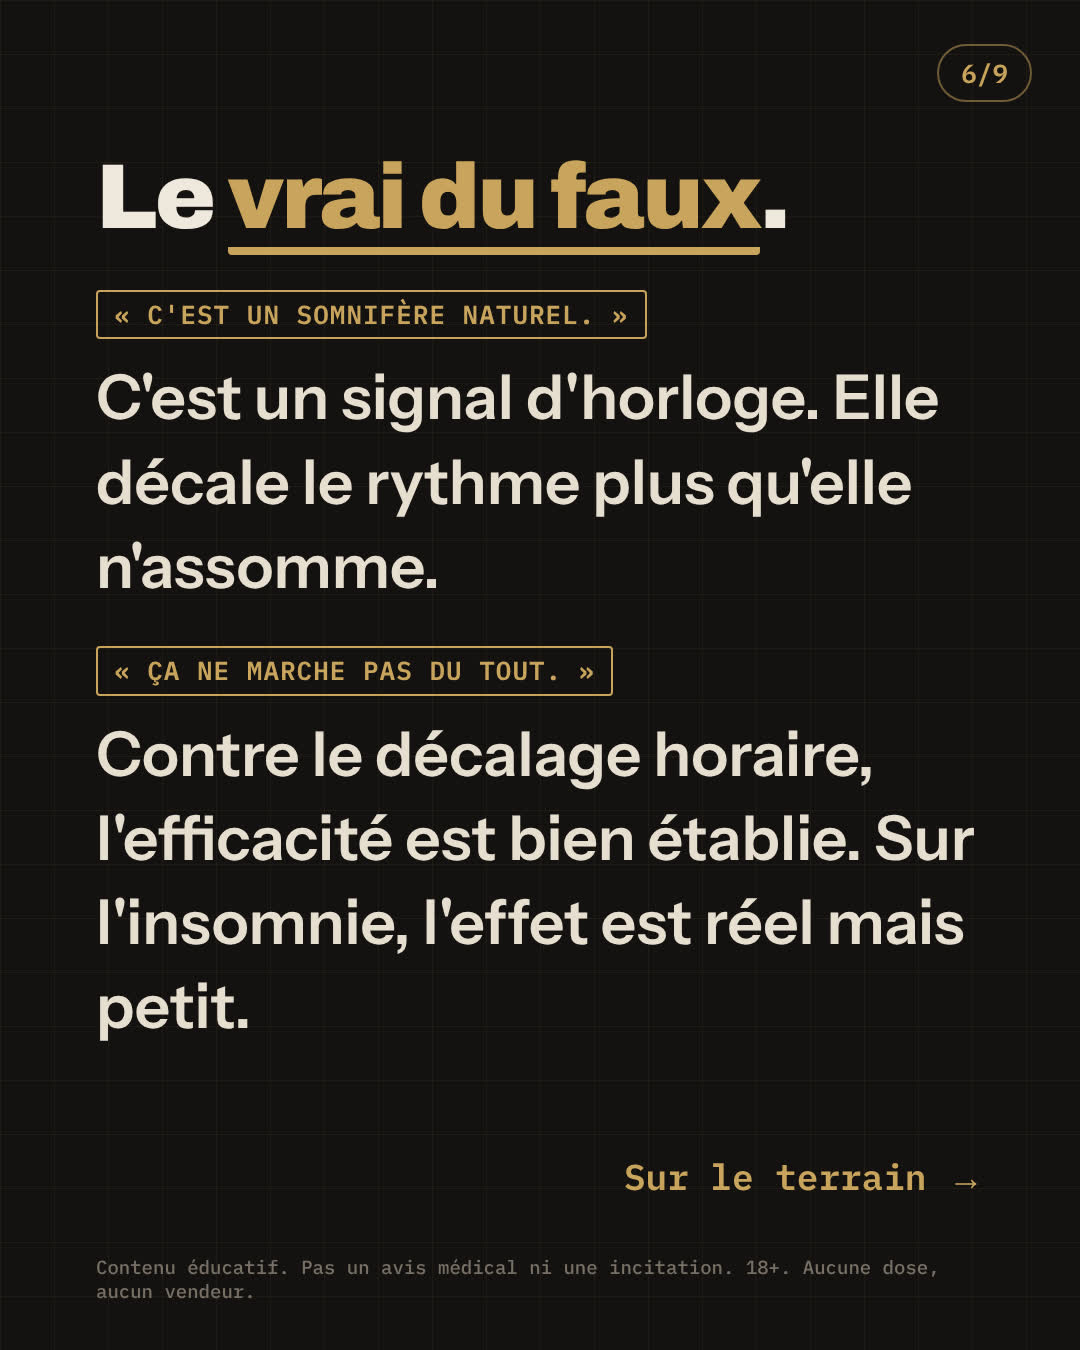 6/9
Le vrai du faux.
« C'EST UN SOMNIFÈRE NATUREL. »
C'est un signal d'horloge. Elle
décale le rythme plus qu'elle
n'assomme.
« ÇA NE MARCHE PAS DU TOUT. »
Contre le décalage horaire,
l'efficacité est bien établie. Sur
l'insomnie, l'effet est réel mais
petit.
Sur le terrain →
Contenu éducatif. Pas un avis médical ni une incitation. 18+. Aucune dose,
aucun vendeur.